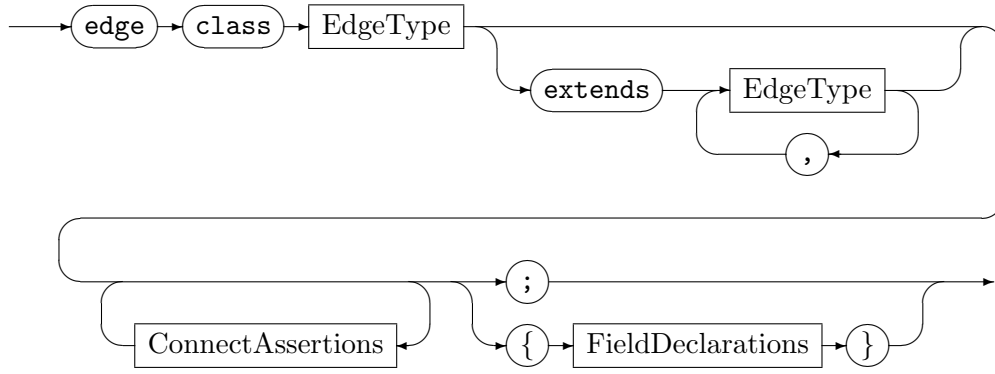 edge class EdgeType
extends EdgeType
,
;
ConnectAssertions { FieldDeclarations }